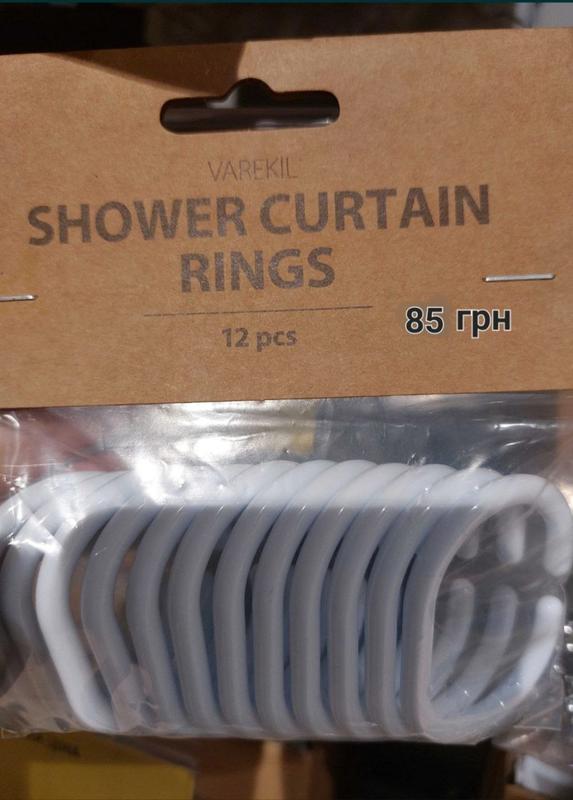 VAREKIL
SHOWER CURTAIN
RINGS
12 pcs
85 грн